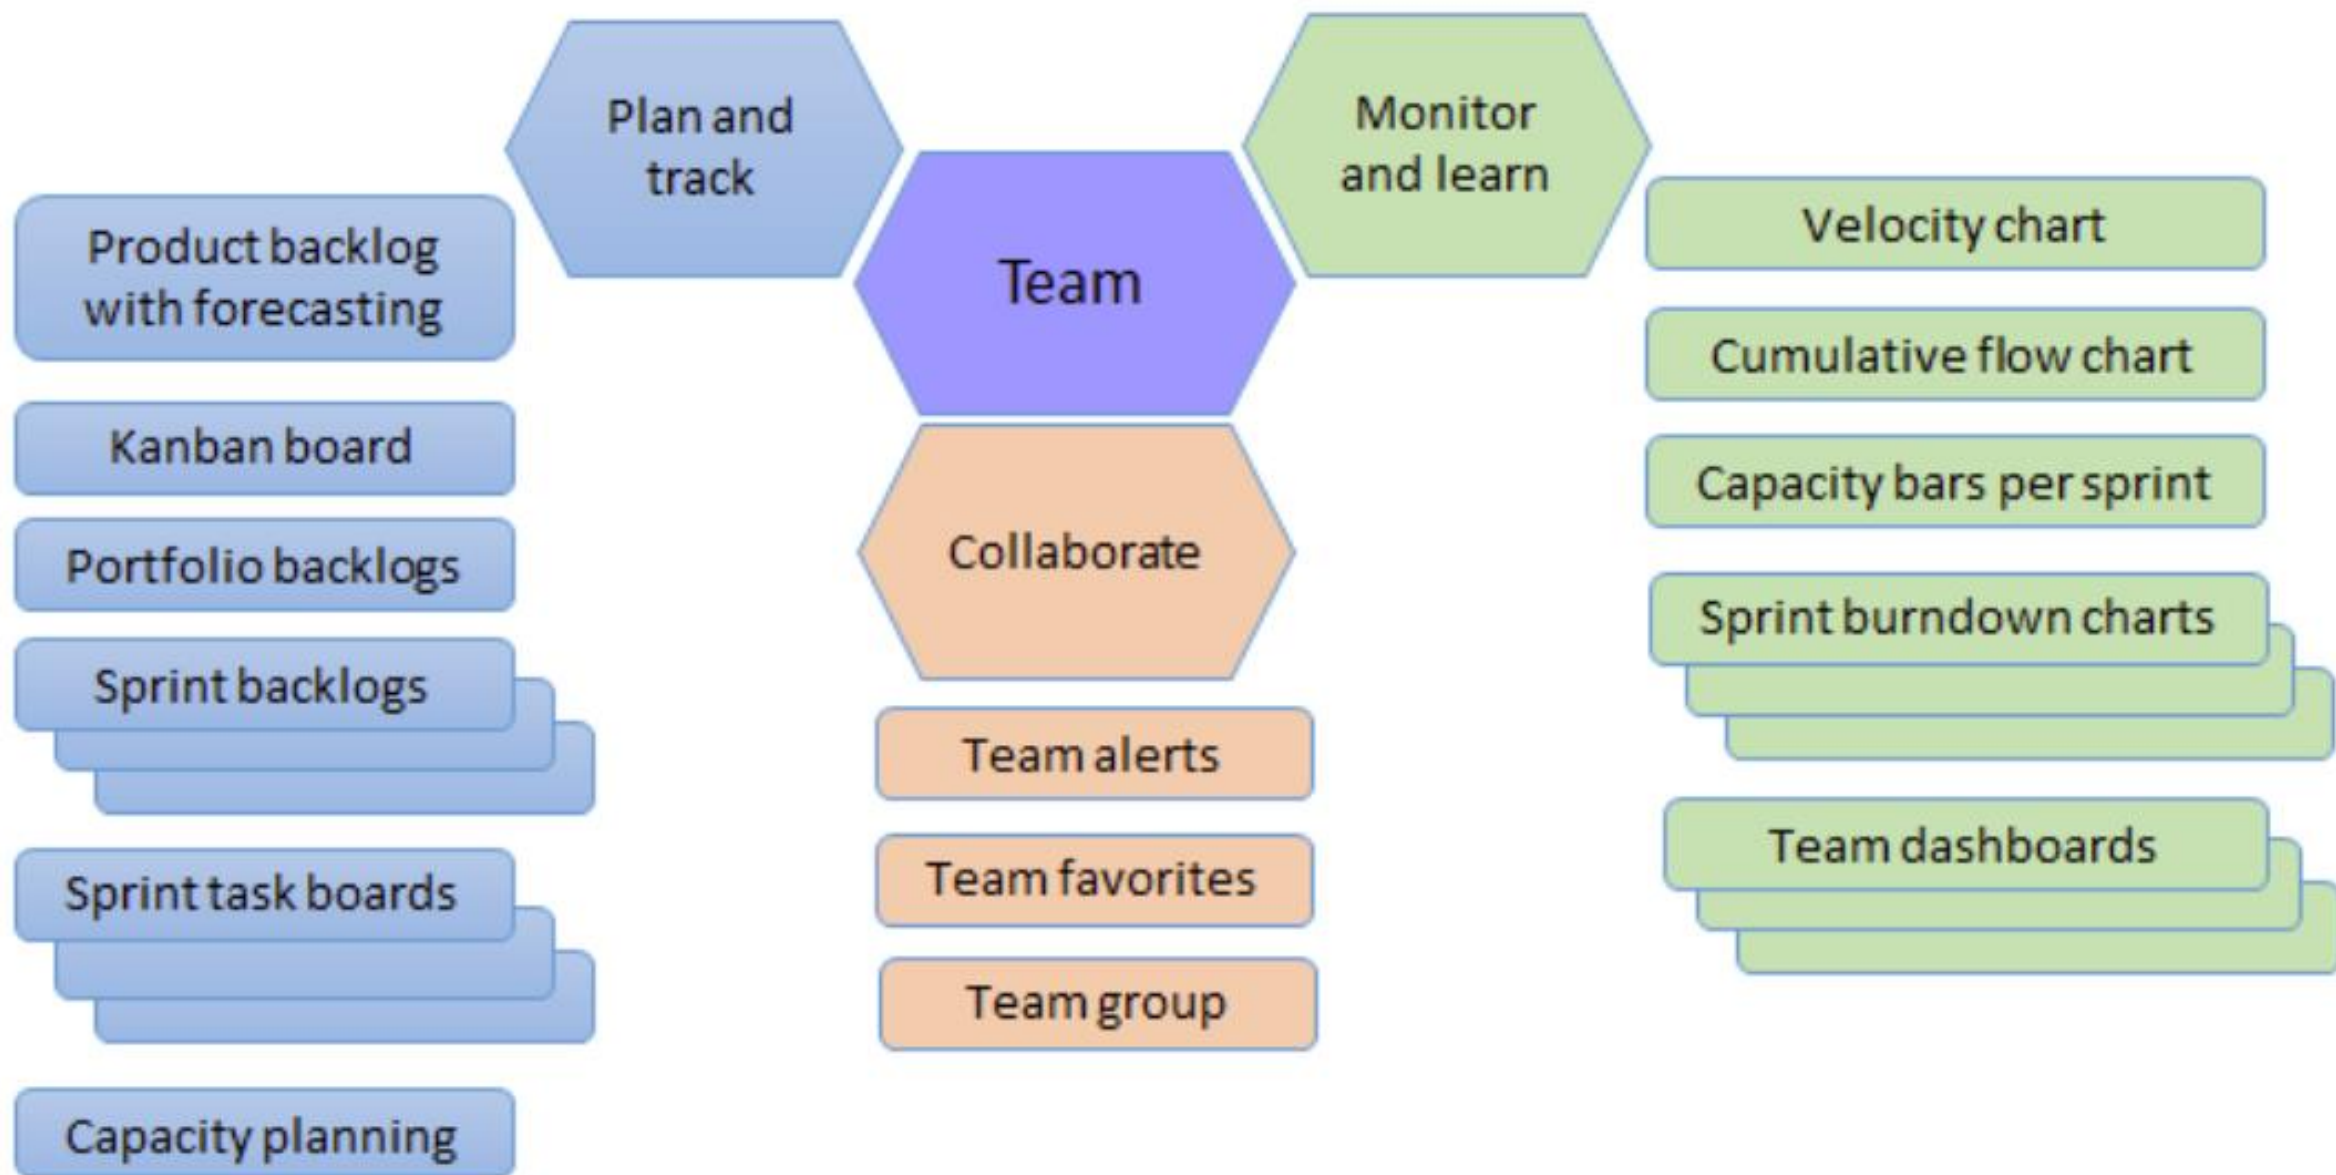 Plan and
track
Monitor
and learn
Team
Collaborate
Product backlog
with forecasting
Kanban board
Portfolio backlogs
Sprint backlogs
Sprint task boards
Capacity planning
Team alerts
Team favorites
Team group
Velocity chart
Cumulative flow chart
Capacity bars per sprint
Sprint burndown charts
Team dashboards